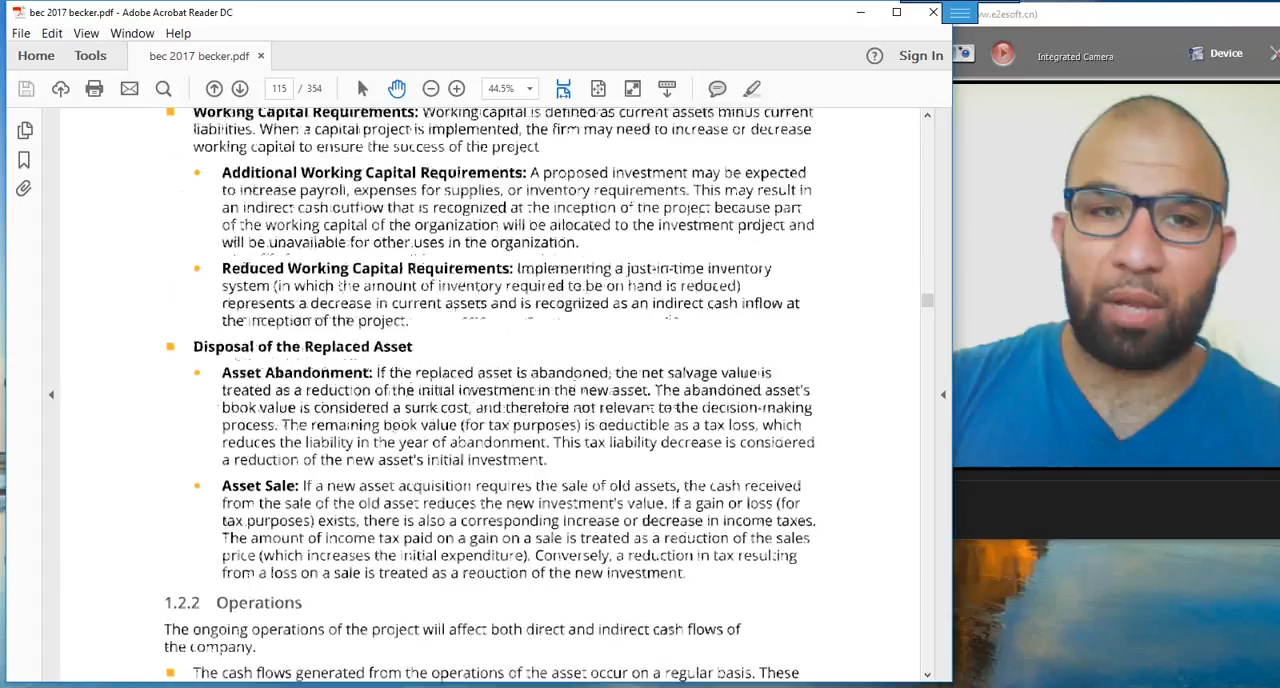 bec 2017 becker.pdf - Adobe Acrobat Reader DC
ww.e2esoft.cn)
File Edit View Window Help
Home Tools bec 2017 becker.pdf × Sign In
Integrated Camera Device
115 / 354 44.5%
Working Capital Requirements: Working capital is defined as current assets minus current
liabilities. When a capital project is implemented, the firm may need to increase or decrease
working capital to ensure the success of the project
Additional Working Capital Requirements: A proposed investment may be expected
to increase payroll, expenses for supplies, or inventory requirements. This may result in
an indirect cash outflow that is recognized at the inception of the project because part
of the working capital of the organization will be allocated to the investment project and
will be unavailable for other uses in the organization.
Reduced Working Capital Requirements: Implementing a just-in-time inventory
system (in which the amount of inventory required to be on hand is reduced)
represents a decrease in current assets and is recognized as an indirect cash inflow at
the inception of the project.
Disposal of the Replaced Asset
Asset Abandonment: If the replaced asset is abandoned, the net salvage value is
treated as a reduction of the initial investment in the new asset. The abandoned asset's
book value is considered a sunk cost, and therefore not relevant to the decision-making
process. The remaining book value (for tax purposes) is deductible as a tax loss, which
reduces the liability in the year of abandonment. This tax liability decrease is considered
a reduction of the new asset's initial investment.
Asset Sale: If a new asset acquisition requires the sale of old assets, the cash received
from the sale of the old asset reduces the new investment's value. If a gain or loss (for
tax purposes) exists, there is also a corresponding increase or decrease in income taxes.
The amount of income tax paid on a gain on a sale is treated as a reduction of the sales
price (which increases the initial expenditure). Conversely, a reduction in tax resulting
from a loss on a sale is treated as a reduction of the new investment.
1.2.2 Operations
The ongoing operations of the project will affect both direct and indirect cash flows of
the company.
The cash flows generated from the operations of the asset occur on a regular basis. These